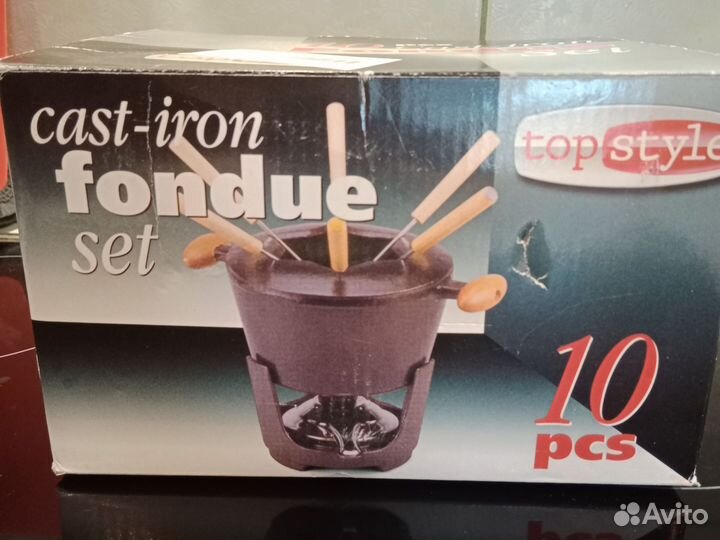 cast-iron
fondue
set
top style
10
pcs
Avito